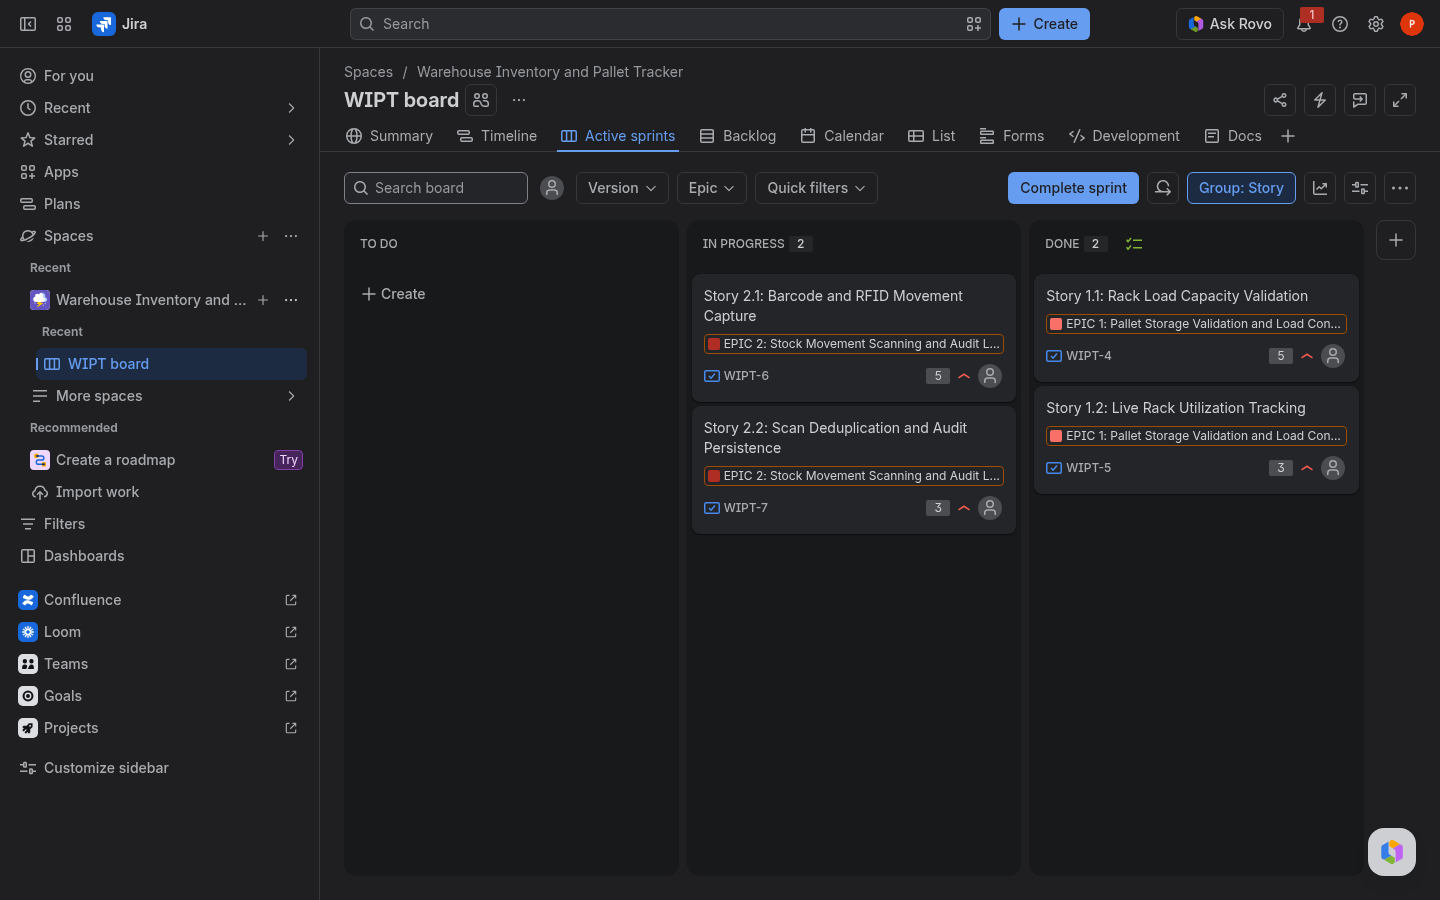 Jira
Search
Create
Ask Rovo
1
P
For you
Recent
Starred
Apps
Plans
Spaces
Recent
Warehouse Inventory and ...
Recent
WIPT board
More spaces
Recommended
Create a roadmap
Try
Import work
Filters
Dashboards
Confluence
Loom
Teams
Goals
Projects
Customize sidebar
Spaces / Warehouse Inventory and Pallet Tracker
WIPT board
Summary
Timeline
Active sprints
Backlog
Calendar
List
Forms
Development
Docs
Search board
Version
Epic
Quick filters
Complete sprint
Group: Story
TO DO
Create
IN PROGRESS 2
Story 2.1: Barcode and RFID Movement
Capture
EPIC 2: Stock Movement Scanning and Audit L...
WIPT-6
5
Story 2.2: Scan Deduplication and Audit
Persistence
EPIC 2: Stock Movement Scanning and Audit L...
WIPT-7
3
DONE 2
Story 1.1: Rack Load Capacity Validation
EPIC 1: Pallet Storage Validation and Load Con...
WIPT-4
5
Story 1.2: Live Rack Utilization Tracking
EPIC 1: Pallet Storage Validation and Load Con...
WIPT-5
3